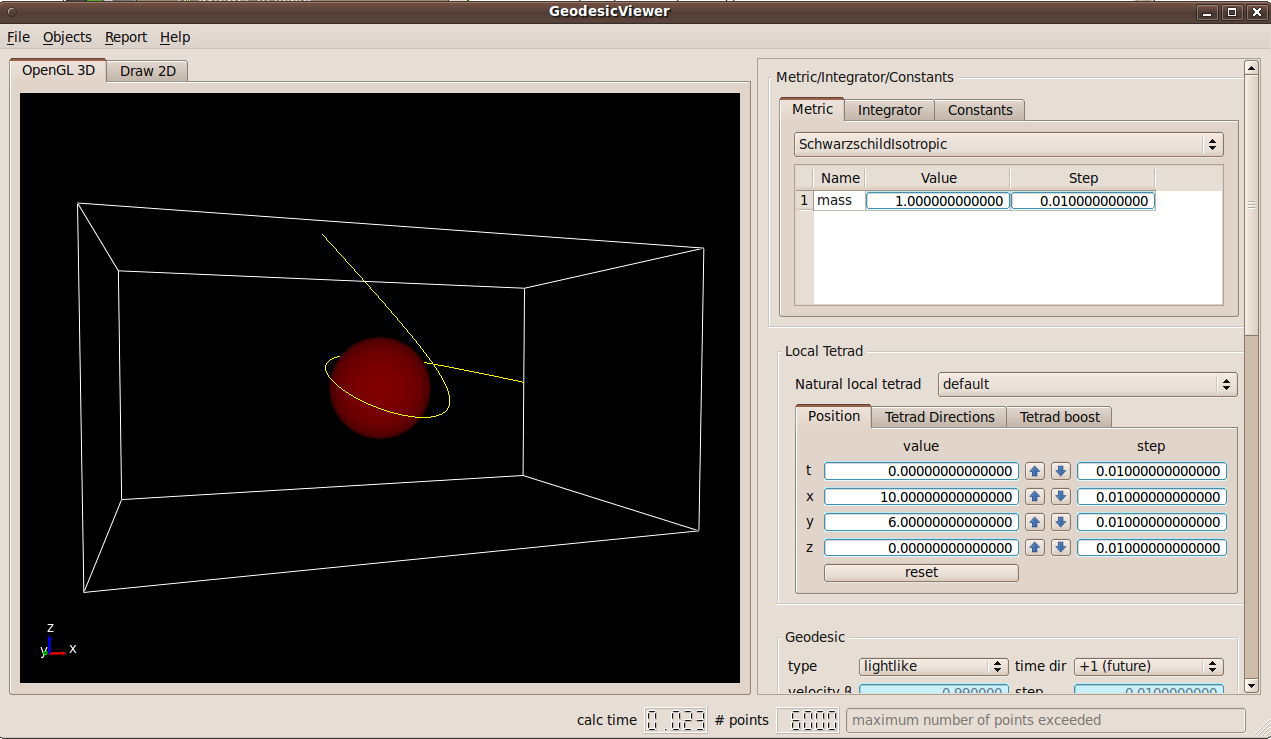 GeodesicViewer
File Objects Report Help
OpenGL 3D Draw 2D
z
y x
Metric/Integrator/Constants
Metric Integrator Constants
SchwarzschildIsotropic
Name Value Step
1 mass 1.000000000000 0.010000000000
Local Tetrad
Natural local tetrad default
Position Tetrad Directions Tetrad boost
value step
t 0.00000000000000 0.01000000000000
x 10.00000000000000 0.01000000000000
y 6.00000000000000 0.01000000000000
z 0.00000000000000 0.01000000000000
reset
Geodesic
type lightlike time dir +1 (future)
velocity β 0.990000 step 0.0100000000
calc time 0.023 # points 6000 maximum number of points exceeded